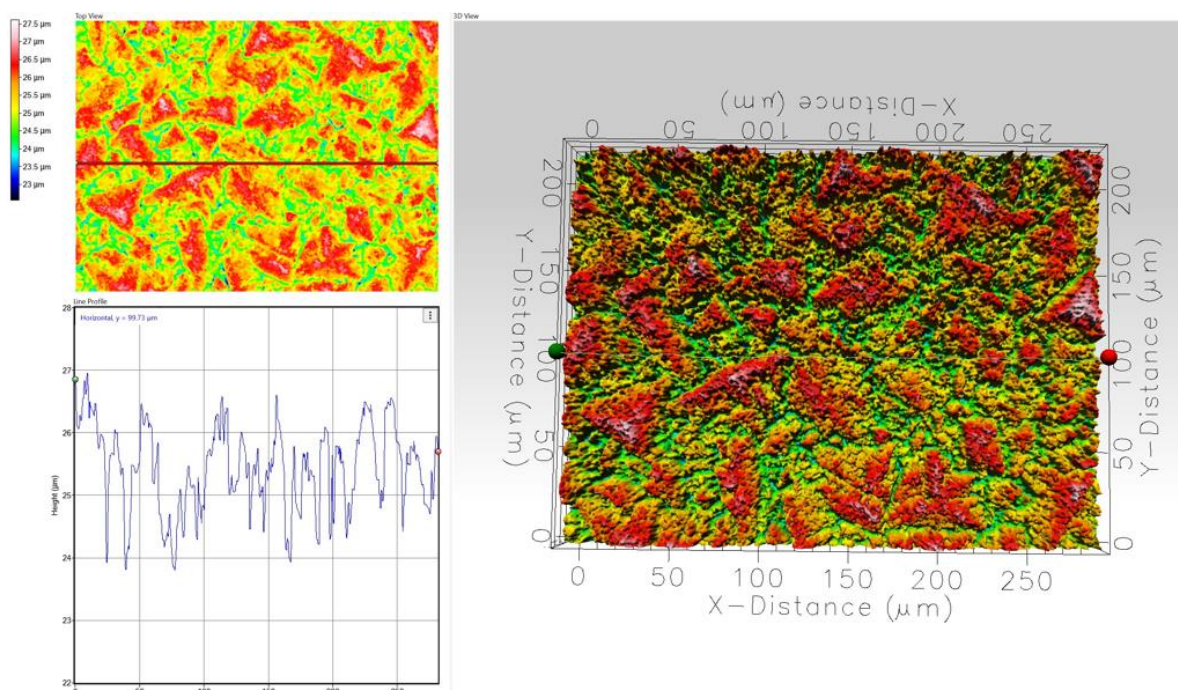 Top View
27.5 µm
27 µm
26.5 µm
26 µm
25.5 µm
25 µm
24.5 µm
24 µm
23.5 µm
23 µm
Line Profile
Horizontal, y = 99.73 µm
28
27
26
25
24
23
22
Height (µm)
3D View
X-Distance (µm)
0 50 100 150 200 250
200
150
100
50
0
Y-Distance (µm)
200
150
100
50
0
Y-Distance (µm)
0 50 100 150 200 250
X-Distance (µm)